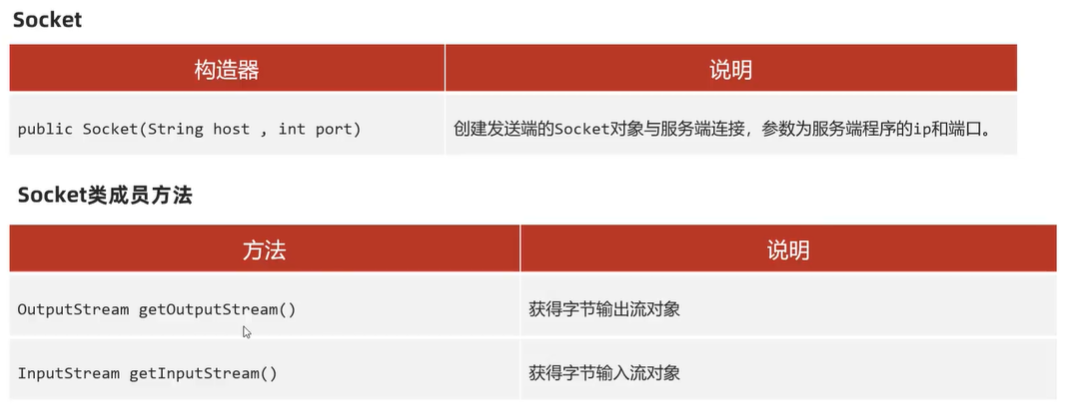 Socket
构造器 说明
public Socket(String host , int port) 创建发送端的Socket对象与服务端连接，参数为服务端程序的ip和端口。
Socket类成员方法
方法 说明
OutputStream getOutputStream() 获得字节输出流对象
InputStream getInputStream() 获得字节输入流对象